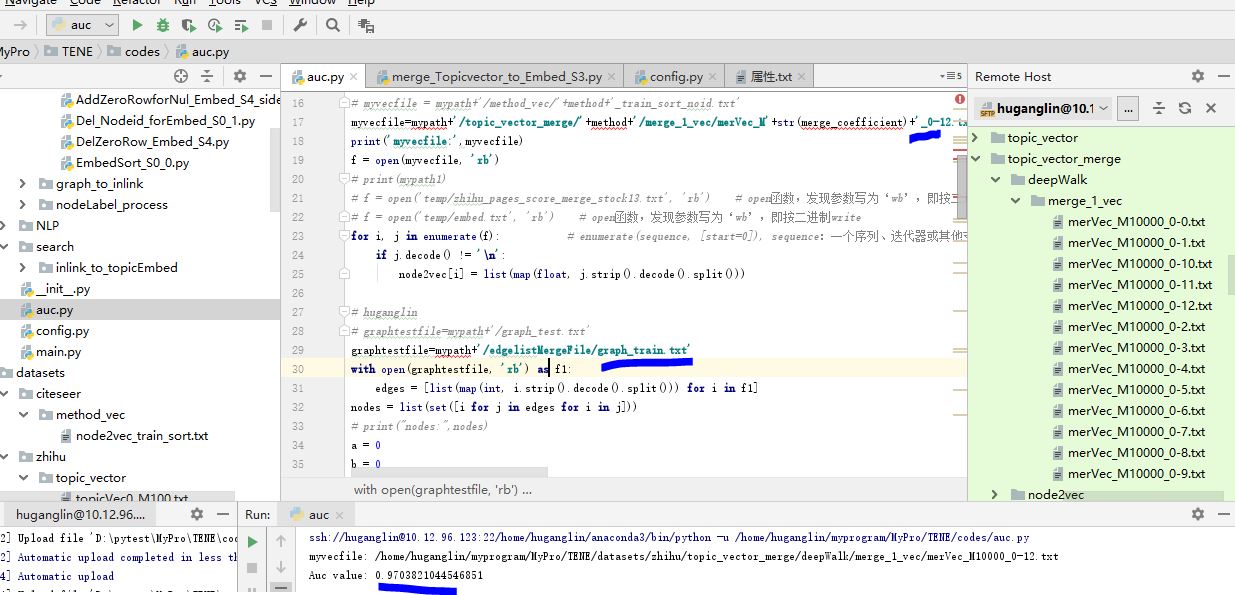 Navigate Code Refactor Run Tools VCS Window Help
auc
MyPro TENE codes auc.py
AddZeroRowforNul_Embed_S4_side
Del_Nodeid_forEmbed_S0_1.py
DelZeroRow_Embed_S4.py
EmbedSort_S0_0.py
graph_to_inlink
nodeLabel_process
NLP
search
inlink_to_topicEmbed
__init__.py
auc.py
config.py
main.py
datasets
citeseer
method_vec
node2vec_train_sort.txt
zhihu
topic_vector
topicVec0_M100.txt
auc.py merge_Topicvector_to_Embed_S3.py config.py 属性.txt 5
16 # myvecfile = mypath+'/method_vec/'+method+'_train_sort_noid.txt'
17 myvecfile=mypath+'/topic_vector_merge/'+method+'/merge_1_vec/merVec_M'+str(merge_coefficient)+'_0-12.tx
18 print('myvecfile:',myvecfile)
19 f = open(myvecfile, 'rb')
20 # print(mypath1)
21 # f = open('temp/zhihu_pages_score_merge_stock13.txt', 'rb') # open函数，发现参数写为‘wb’，即按二
22 # f = open('temp/embed.txt', 'rb') # open函数，发现参数写为‘wb’，即按二进制write
23 for i, j in enumerate(f): # enumerate(sequence, [start=0]), sequence：一个序列、迭代器或其他
24 if j.decode() != '\n':
25 node2vec[i] = list(map(float, j.strip().decode().split()))
26
27 # huganglin
28 # graphtestfile=mypath+'/graph_test.txt'
29 graphtestfile=mypath+'/edgelistMergeFile/graph_train.txt'
30 with open(graphtestfile, 'rb') as f1:
31 edges = [list(map(int, i.strip().decode().split())) for i in f1]
32 nodes = list(set([i for j in edges for i in j]))
33 # print("nodes:",nodes)
34 a = 0
35 b = 0
with open(graphtestfile, 'rb') ...
Remote Host
SFTP huganglin@10.1 ...
topic_vector
topic_vector_merge
deepWalk
merge_1_vec
merVec_M10000_0-0.txt
merVec_M10000_0-1.txt
merVec_M10000_0-10.txt
merVec_M10000_0-11.txt
merVec_M10000_0-12.txt
merVec_M10000_0-2.txt
merVec_M10000_0-3.txt
merVec_M10000_0-4.txt
merVec_M10000_0-5.txt
merVec_M10000_0-6.txt
merVec_M10000_0-7.txt
merVec_M10000_0-8.txt
merVec_M10000_0-9.txt
node2vec
huganglin@10.12.96....
2] Upload file 'D:\pytest\MyPro\TENE\co
2] Automatic upload completed in less th
4] Automatic upload
Run: auc
ssh://huganglin@10.12.96.123:22/home/huganglin/anaconda3/bin/python -u /home/huganglin/myprogram/MyPro/TENE/codes/auc.py
myvecfile: /home/huganglin/myprogram/MyPro/TENE/datasets/zhihu/topic_vector_merge/deepWalk/merge_1_vec/merVec_M10000_0-12.txt
Auc value: 0.9703821044546851